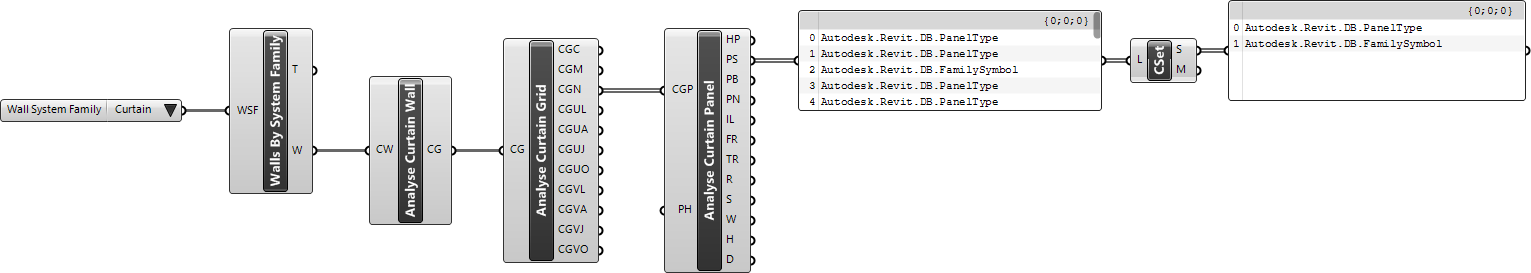 Wall System Family Curtain
WSF
Walls By System Family
T
W
CW
Analyse Curtain Wall
CG
CG
Analyse Curtain Grid
CGC
CGM
CGN
CGUL
CGUA
CGUJ
CGUO
CGVL
CGVA
CGVJ
CGVO
CGP
PH
Analyse Curtain Panel
HP
PS
PB
PN
IL
FR
TR
R
S
W
H
D
{0;0;0}
0 Autodesk.Revit.DB.PanelType
1 Autodesk.Revit.DB.PanelType
2 Autodesk.Revit.DB.FamilySymbol
3 Autodesk.Revit.DB.PanelType
4 Autodesk.Revit.DB.PanelType
L
CSet
S
M
{0;0;0}
0 Autodesk.Revit.DB.PanelType
1 Autodesk.Revit.DB.FamilySymbol